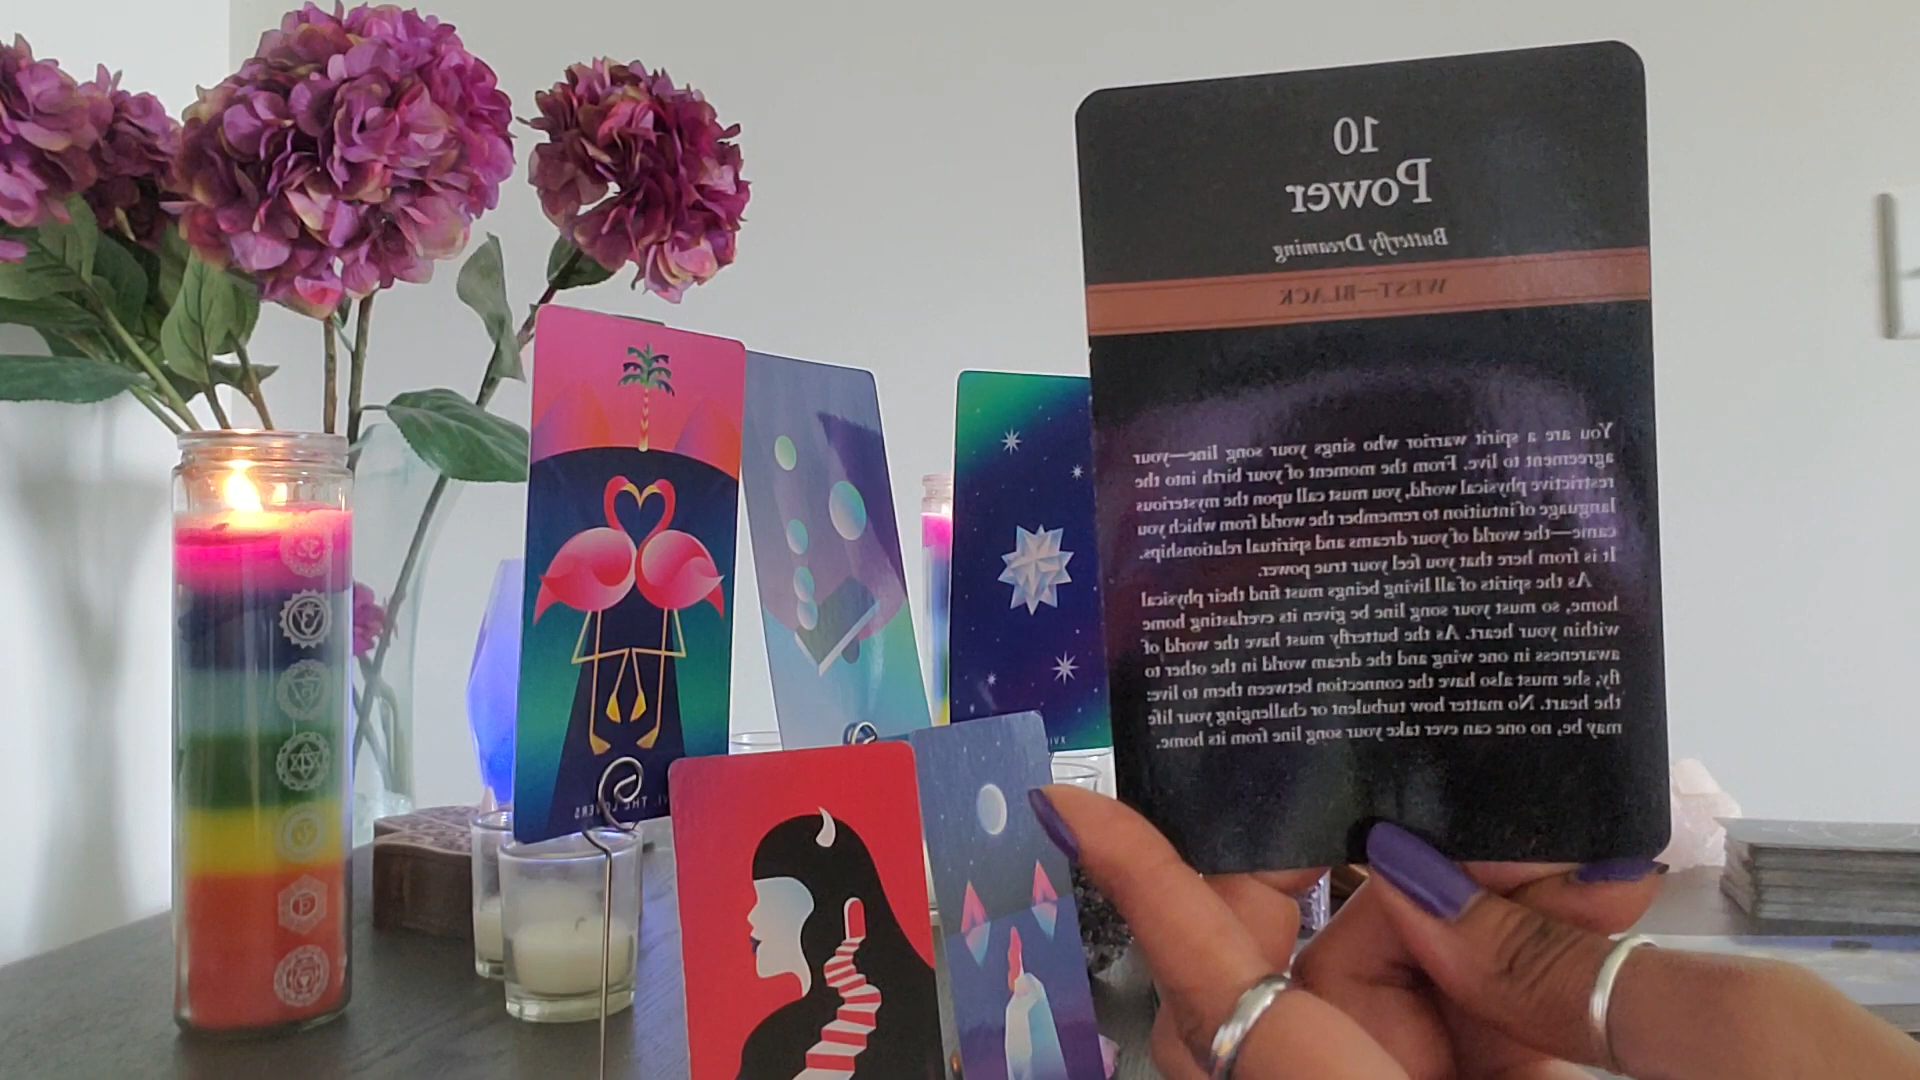 10
Power
Butterfly Dreaming
WEST—BLACK
You are a spirit warrior who sings your song line—your
agreement to live. From the moment of your birth into the
restrictive physical world, you must call upon the mysterious
language of intuition to remember the world from which you
came—the world of your dreams and spiritual relationships.
It is from here that you feel your true power.
As the spirits of all living beings must find their physical
home, so must your song line be given its everlasting home
within your heart. As the butterfly must have the world of
awareness in one wing and the dream world in the other to
fly, she must also have the connection between them to live:
the heart. No matter how turbulent or challenging your life
may be, no one can ever take your song line from its home.
VI. THE LOVERS
XVI